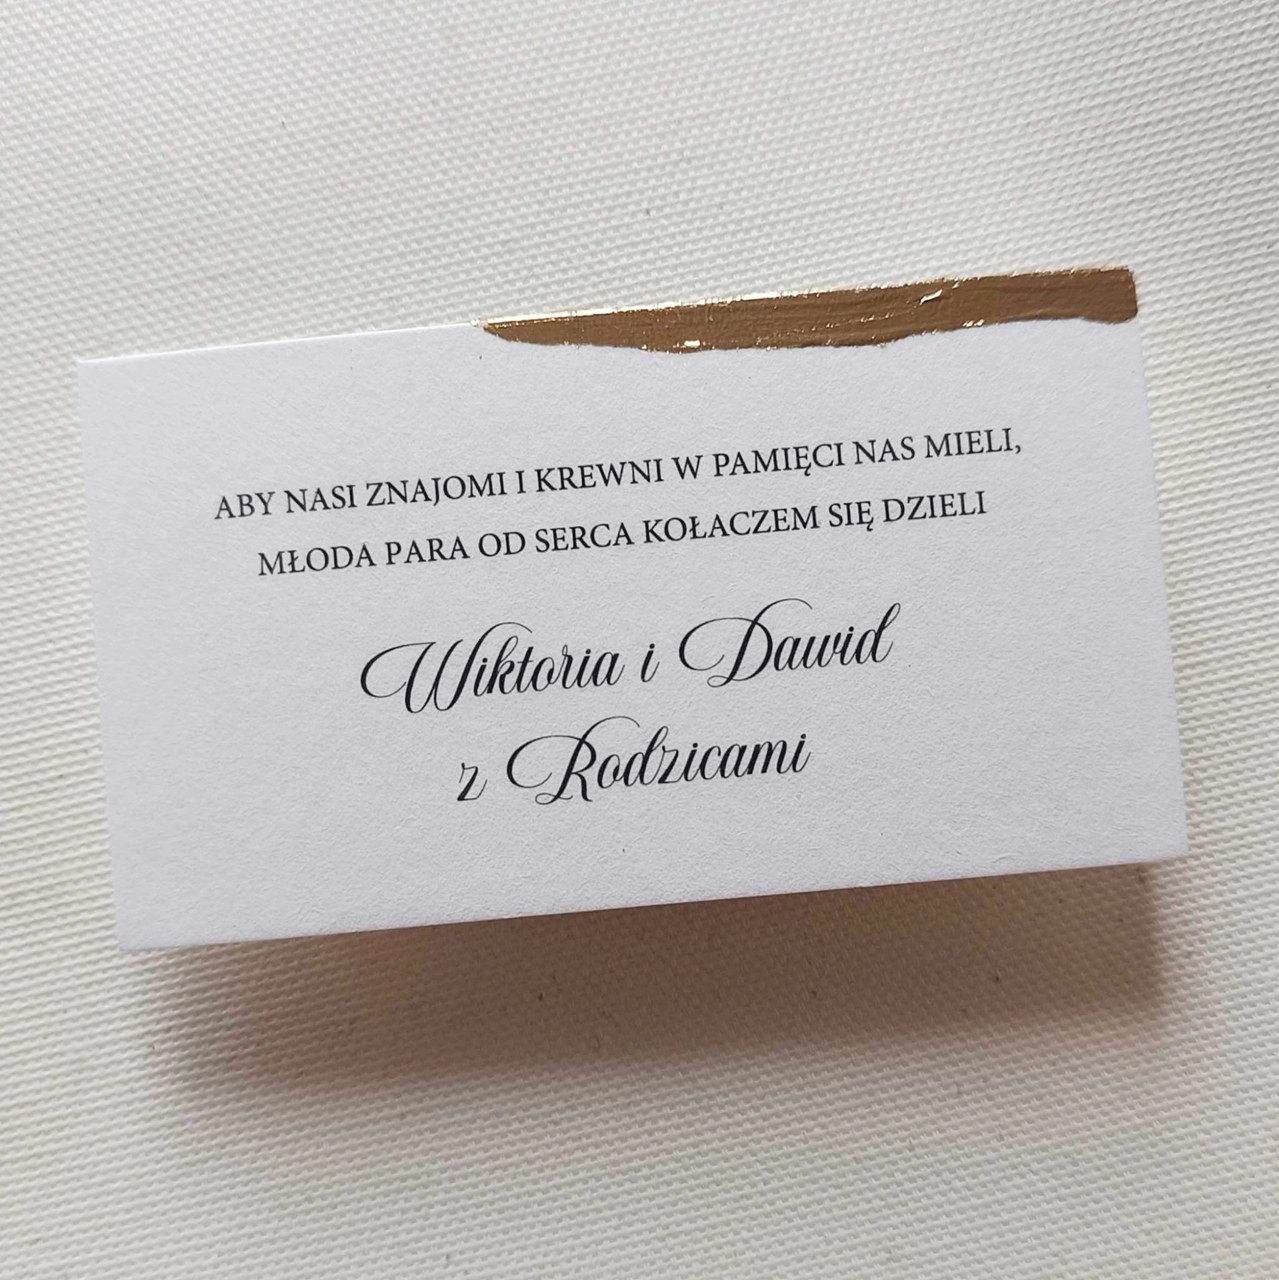 ABY NASI ZNAJOMI I KREWNI W PAMIĘCI NAS MIELI,
MŁODA PARA OD SERCA KOŁACZEM SIĘ DZIELI
Wiktoria i Dawid
z Rodzicami